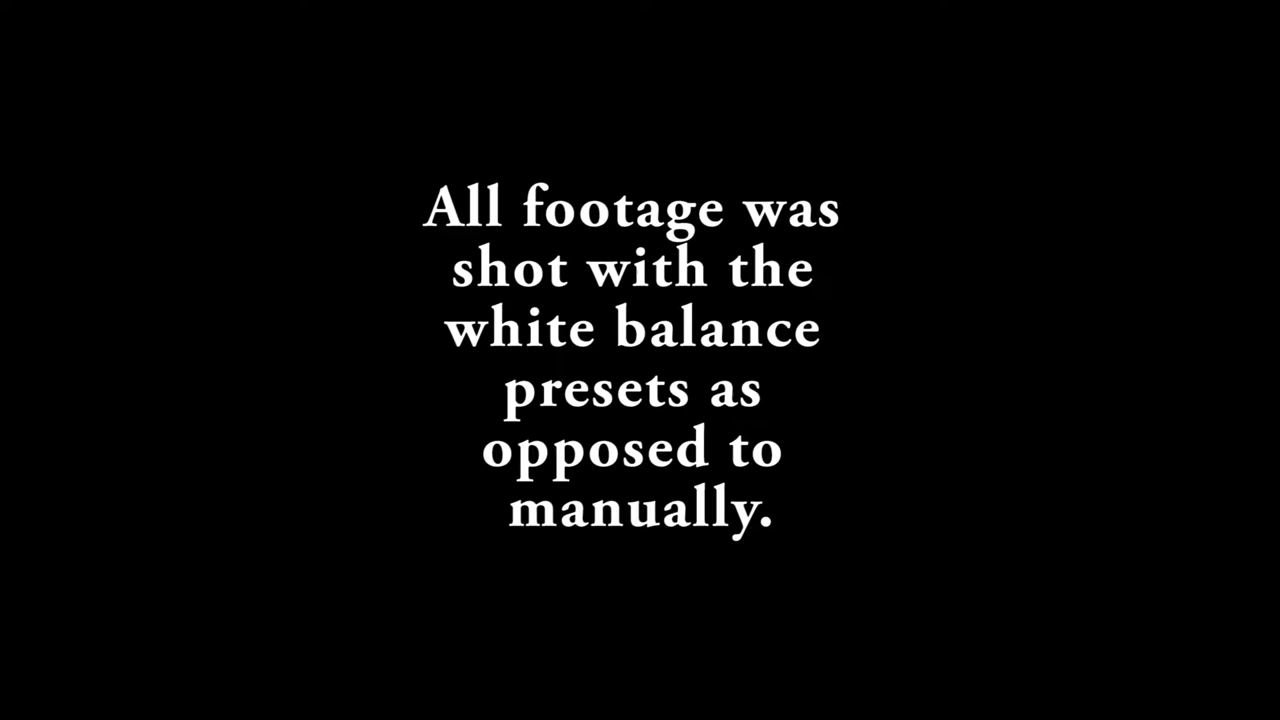 All footage was
shot with the
white balance
presets as
opposed to
manually.